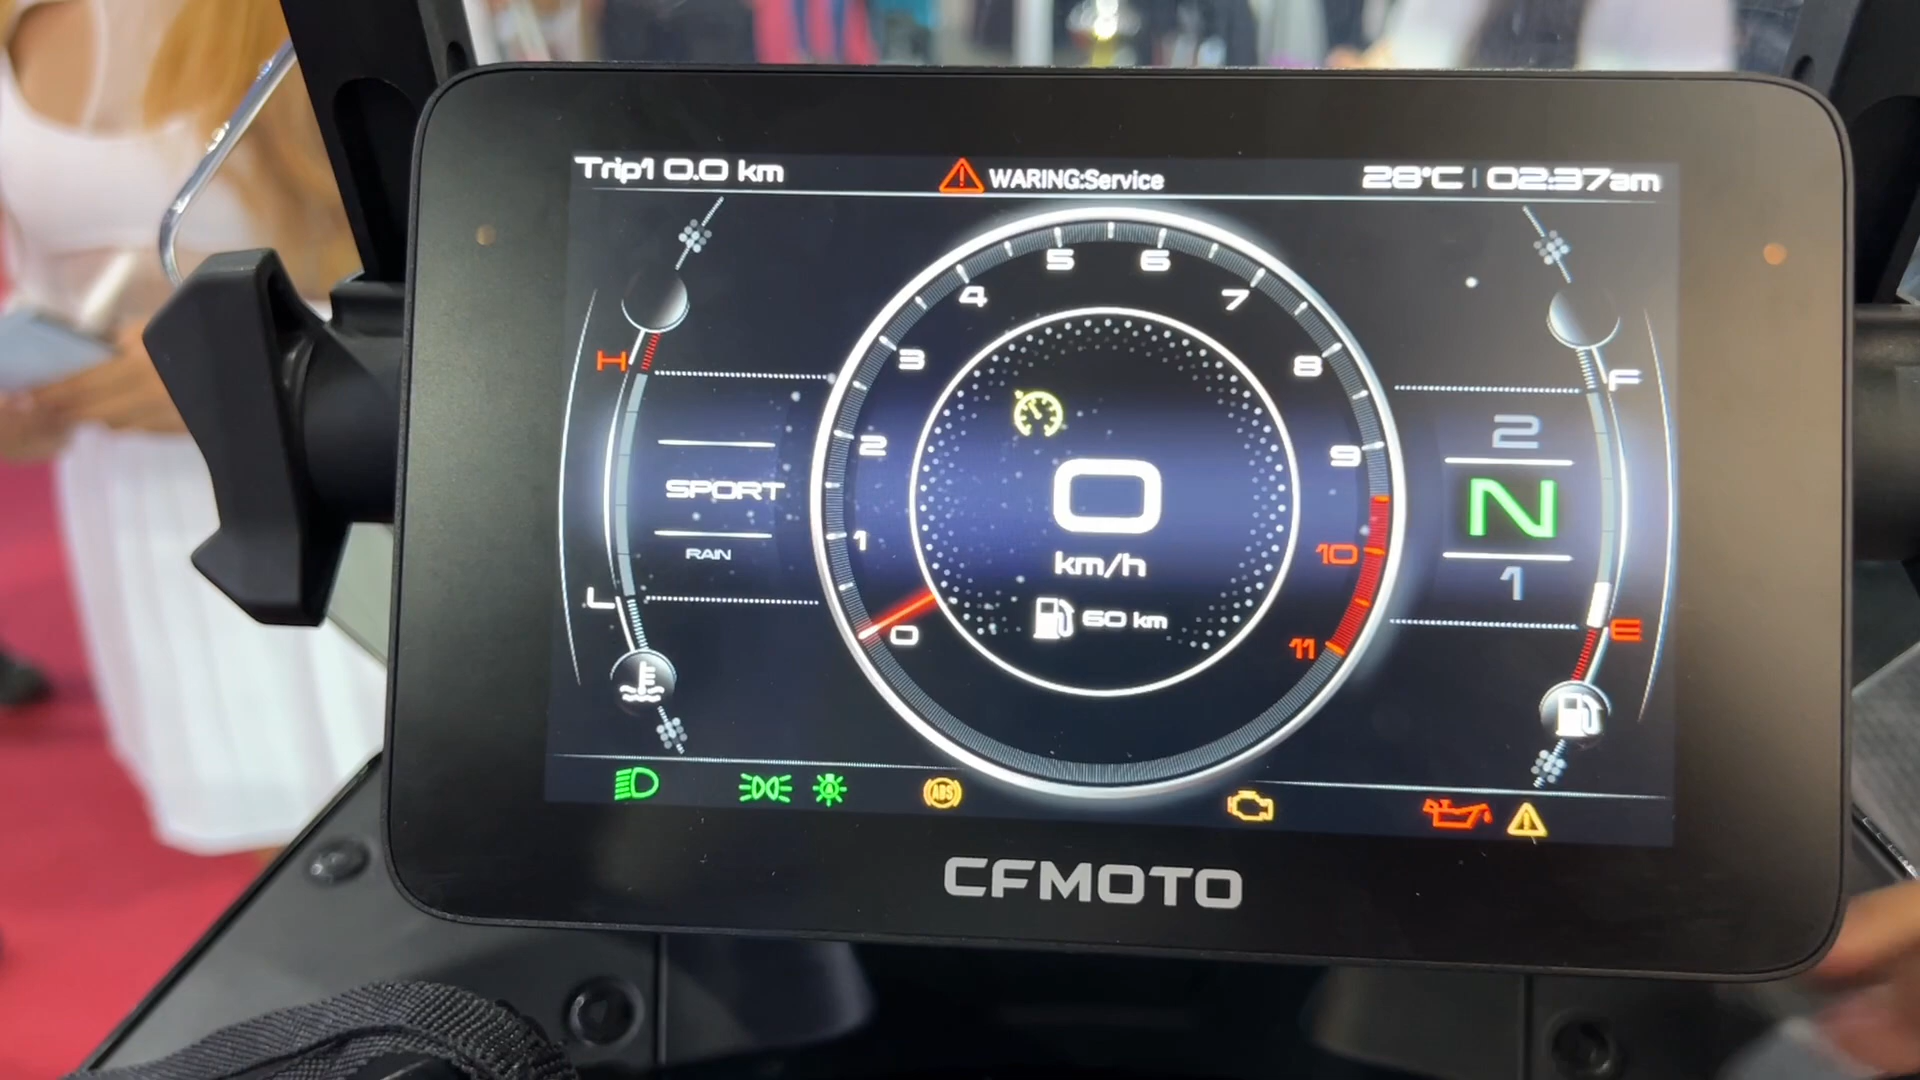 Trip1 0.0 km
WARING:Service
28°C 02:37am
5 6
4 7
3 8
2 9
1 10
0 11
H
SPORT
RAIN
L
0
km/h
60 km
F
2
N
1
E
A
ABS
CFMOTO